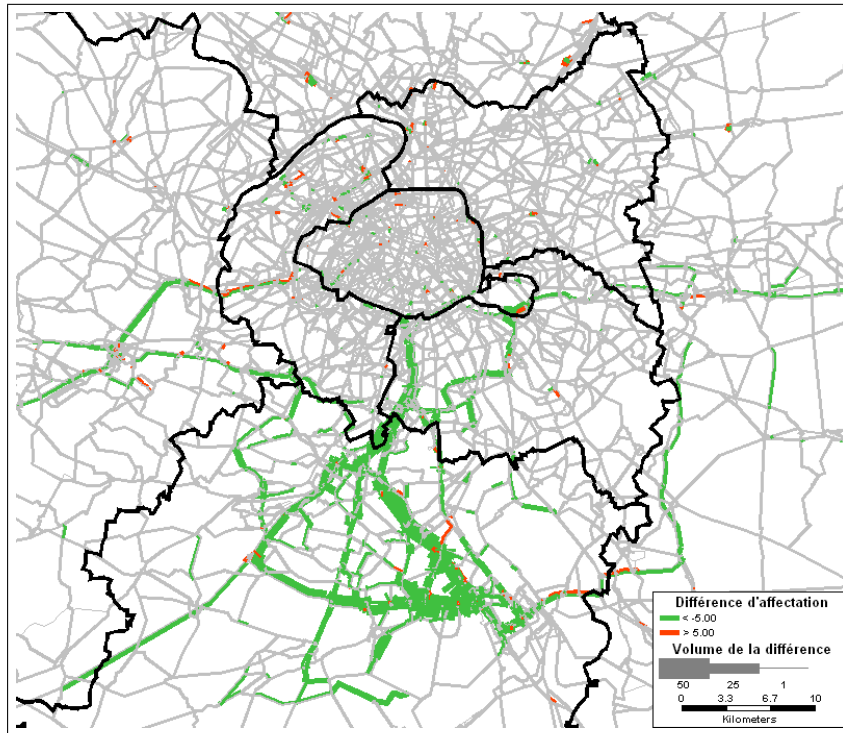 Différence d'affectation
< -5.00
> 5.00
Volume de la différence
50 25 1
0 3.3 6.7 10
Kilometers